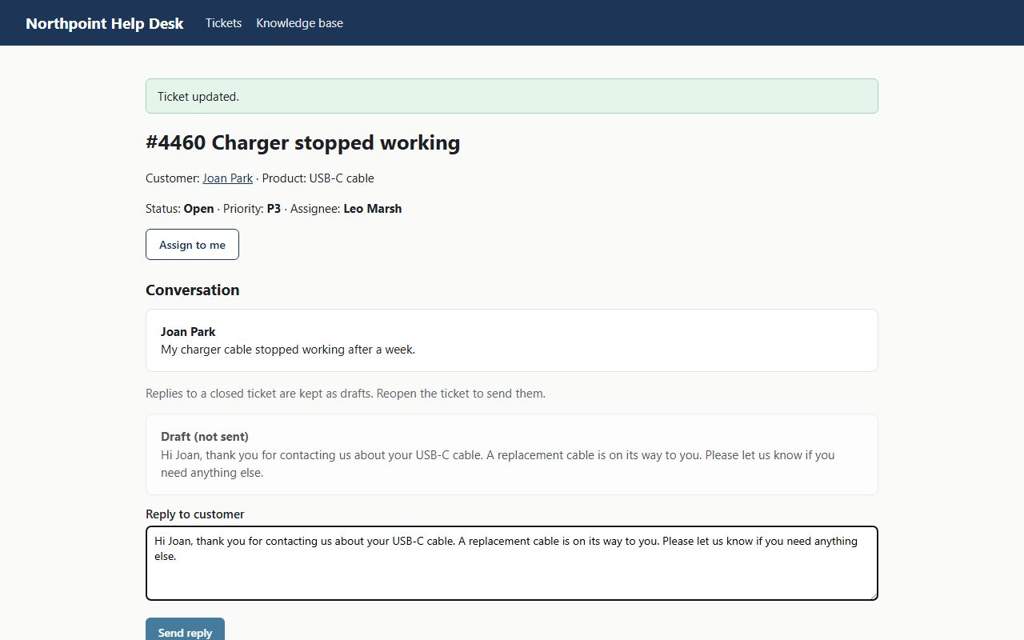 Northpoint Help Desk Tickets Knowledge base
Ticket updated.
#4460 Charger stopped working
Customer: Joan Park · Product: USB-C cable
Status: Open · Priority: P3 · Assignee: Leo Marsh
Assign to me
Conversation
Joan Park
My charger cable stopped working after a week.
Replies to a closed ticket are kept as drafts. Reopen the ticket to send them.
Draft (not sent)
Hi Joan, thank you for contacting us about your USB-C cable. A replacement cable is on its way to you. Please let us know if you
need anything else.
Reply to customer
Hi Joan, thank you for contacting us about your USB-C cable. A replacement cable is on its way to you. Please let us know if you need anything
else.
Send reply